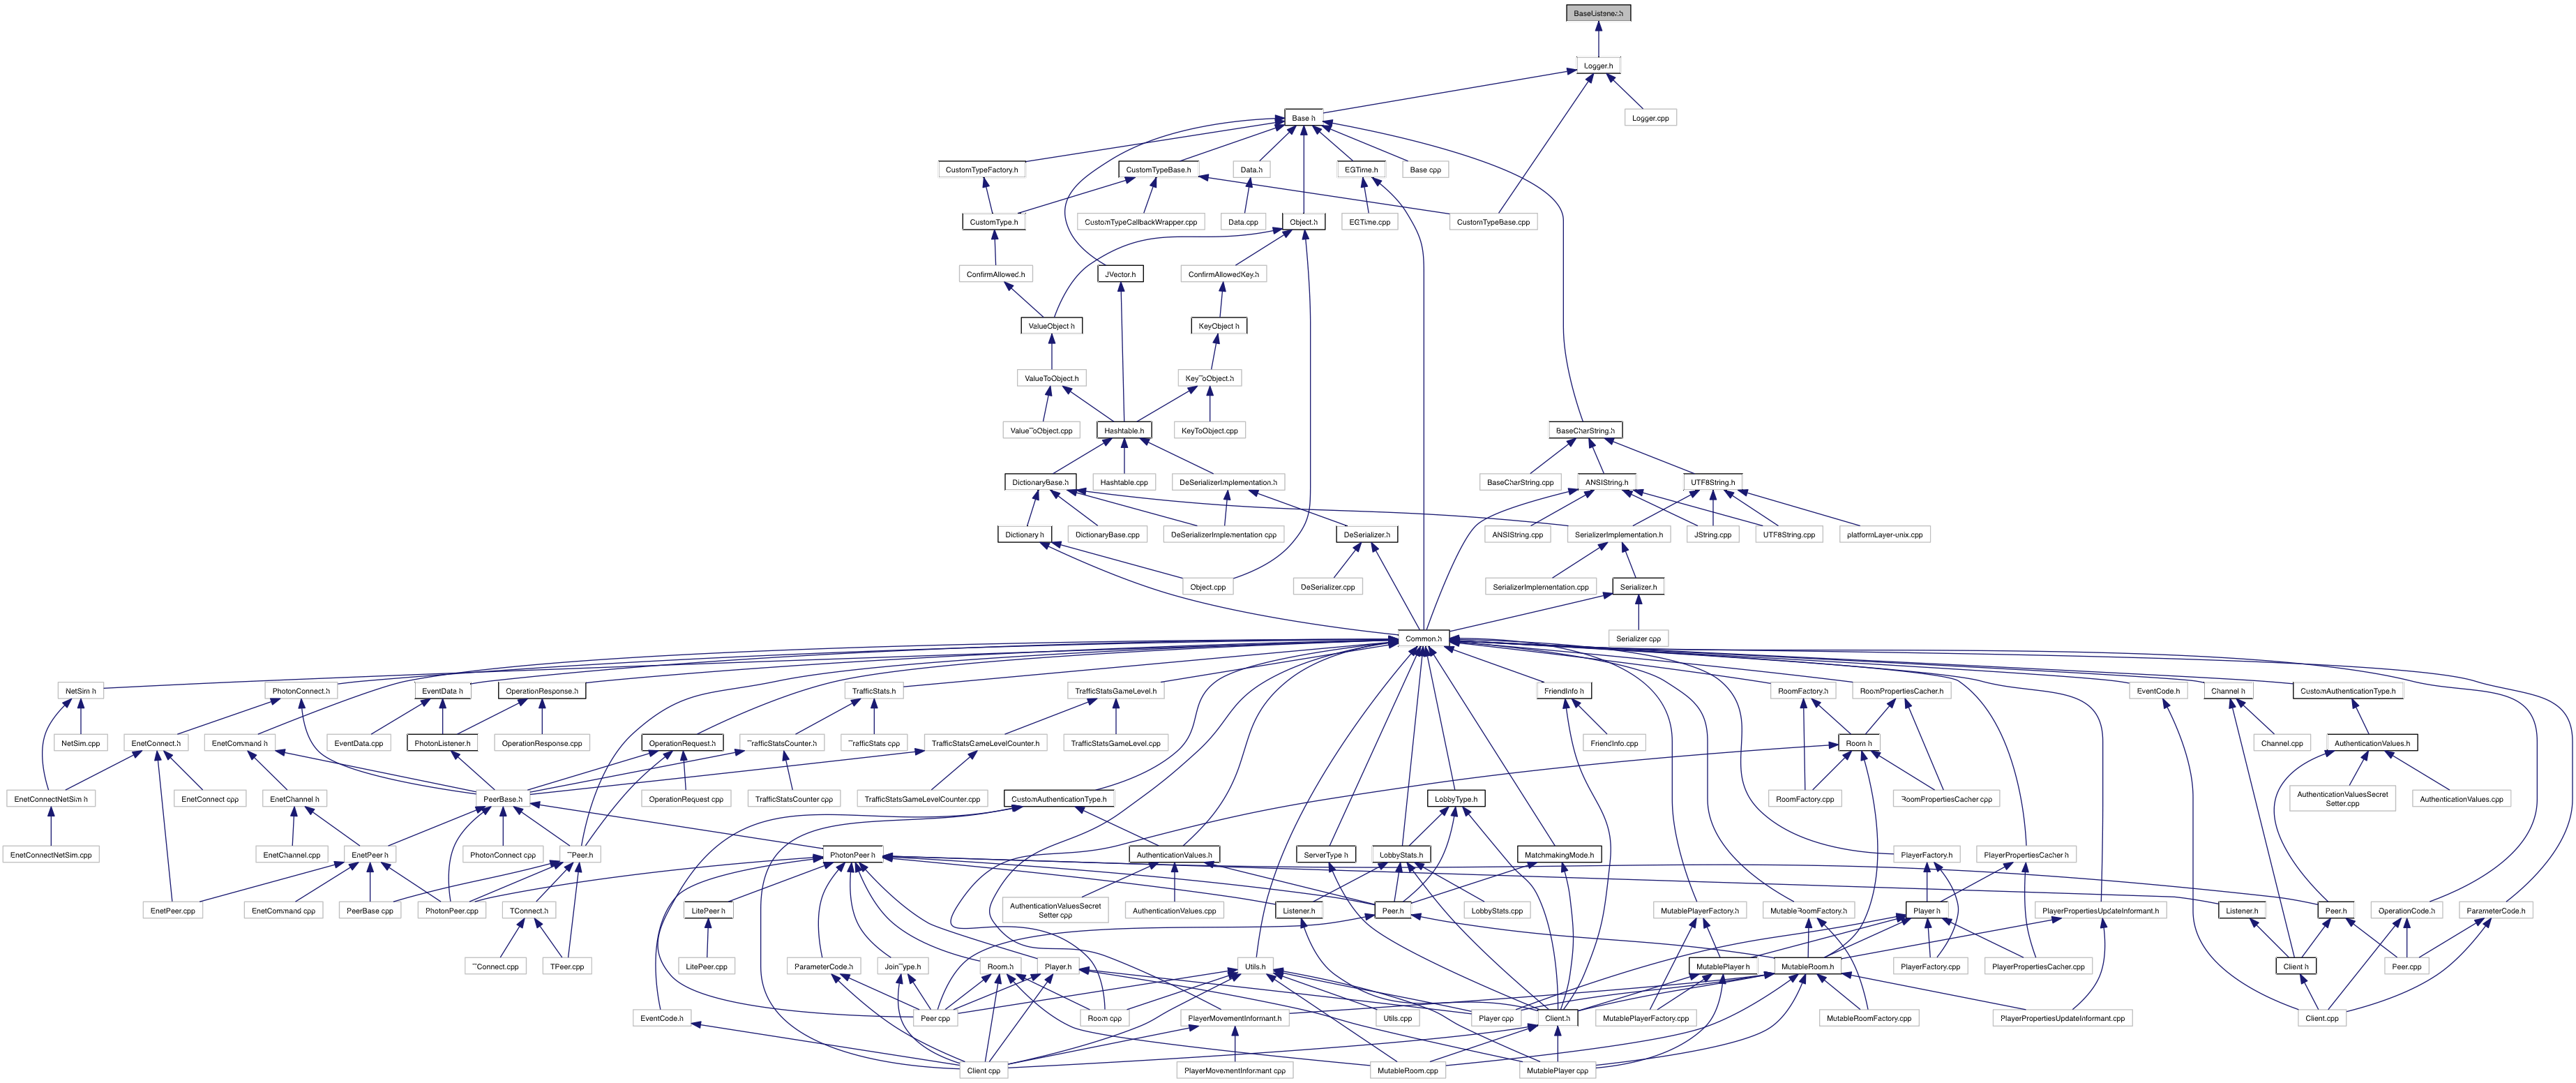 BaseListener.h
Logger.h
Base.h
Logger.cpp
CustomTypeFactory.h
CustomTypeBase.h
Data.h
EGTime.h
Base.cpp
CustomType.h
CustomTypeCallbackWrapper.cpp
Data.cpp
Object.h
EGTime.cpp
CustomTypeBase.cpp
ConfirmAllowed.h
JVector.h
ConfirmAllowedKey.h
ValueObject.h
KeyObject.h
ValueToObject.h
KeyToObject.h
ValueToObject.cpp
Hashtable.h
KeyToObject.cpp
BaseCharString.h
DictionaryBase.h
Hashtable.cpp
DeSerializerImplementation.h
BaseCharString.cpp
ANSIString.h
UTF8String.h
Dictionary.h
DictionaryBase.cpp
DeSerializerImplementation.cpp
DeSerializer.h
ANSIString.cpp
SerializerImplementation.h
JString.cpp
UTF8String.cpp
platformLayer-unix.cpp
Object.cpp
DeSerializer.cpp
SerializerImplementation.cpp
Serializer.h
Common.h
Serializer.cpp
NetSim.h
PhotonConnect.h
EventData.h
OperationResponse.h
TrafficStats.h
TrafficStatsGameLevel.h
FriendInfo.h
RoomFactory.h
RoomPropertiesCacher.h
EventCode.h
Channel.h
CustomAuthenticationType.h
NetSim.cpp
EnetConnect.h
EnetCommand.h
EventData.cpp
PhotonListener.h
OperationResponse.cpp
OperationRequest.h
TrafficStatsCounter.h
TrafficStats.cpp
TrafficStatsGameLevelCounter.h
TrafficStatsGameLevel.cpp
FriendInfo.cpp
Room.h
Channel.cpp
AuthenticationValues.h
EnetConnectNetSim.h
EnetConnect.cpp
EnetChannel.h
PeerBase.h
OperationRequest.cpp
TrafficStatsCounter.cpp
TrafficStatsGameLevelCounter.cpp
CustomAuthenticationType.h
LobbyType.h
RoomFactory.cpp
RoomPropertiesCacher.cpp
AuthenticationValuesSecret
Setter.cpp
AuthenticationValues.cpp
EnetConnectNetSim.cpp
EnetChannel.cpp
EnetPeer.h
PhotonConnect.cpp
TPeer.h
PhotonPeer.h
AuthenticationValues.h
ServerType.h
LobbyStats.h
MatchmakingMode.h
PlayerFactory.h
PlayerPropertiesCacher.h
EnetPeer.cpp
EnetCommand.cpp
PeerBase.cpp
PhotonPeer.cpp
TConnect.h
LitePeer.h
AuthenticationValuesSecret
Setter.cpp
AuthenticationValues.cpp
Listener.h
Peer.h
LobbyStats.cpp
MutablePlayerFactory.h
MutableRoomFactory.h
Player.h
PlayerPropertiesUpdateInformant.h
Listener.h
Peer.h
OperationCode.h
ParameterCode.h
TConnect.cpp
TPeer.cpp
LitePeer.cpp
ParameterCode.h
JoinType.h
Room.h
Player.h
Utils.h
MutablePlayer.h
MutableRoom.h
PlayerFactory.cpp
PlayerPropertiesCacher.cpp
Client.h
Peer.cpp
EventCode.h
Peer.cpp
Room.cpp
PlayerMovementInformant.h
Utils.cpp
Player.cpp
Client.h
MutablePlayerFactory.cpp
MutableRoomFactory.cpp
PlayerPropertiesUpdateInformant.cpp
Client.cpp
Client.cpp
PlayerMovementInformant.cpp
MutableRoom.cpp
MutablePlayer.cpp